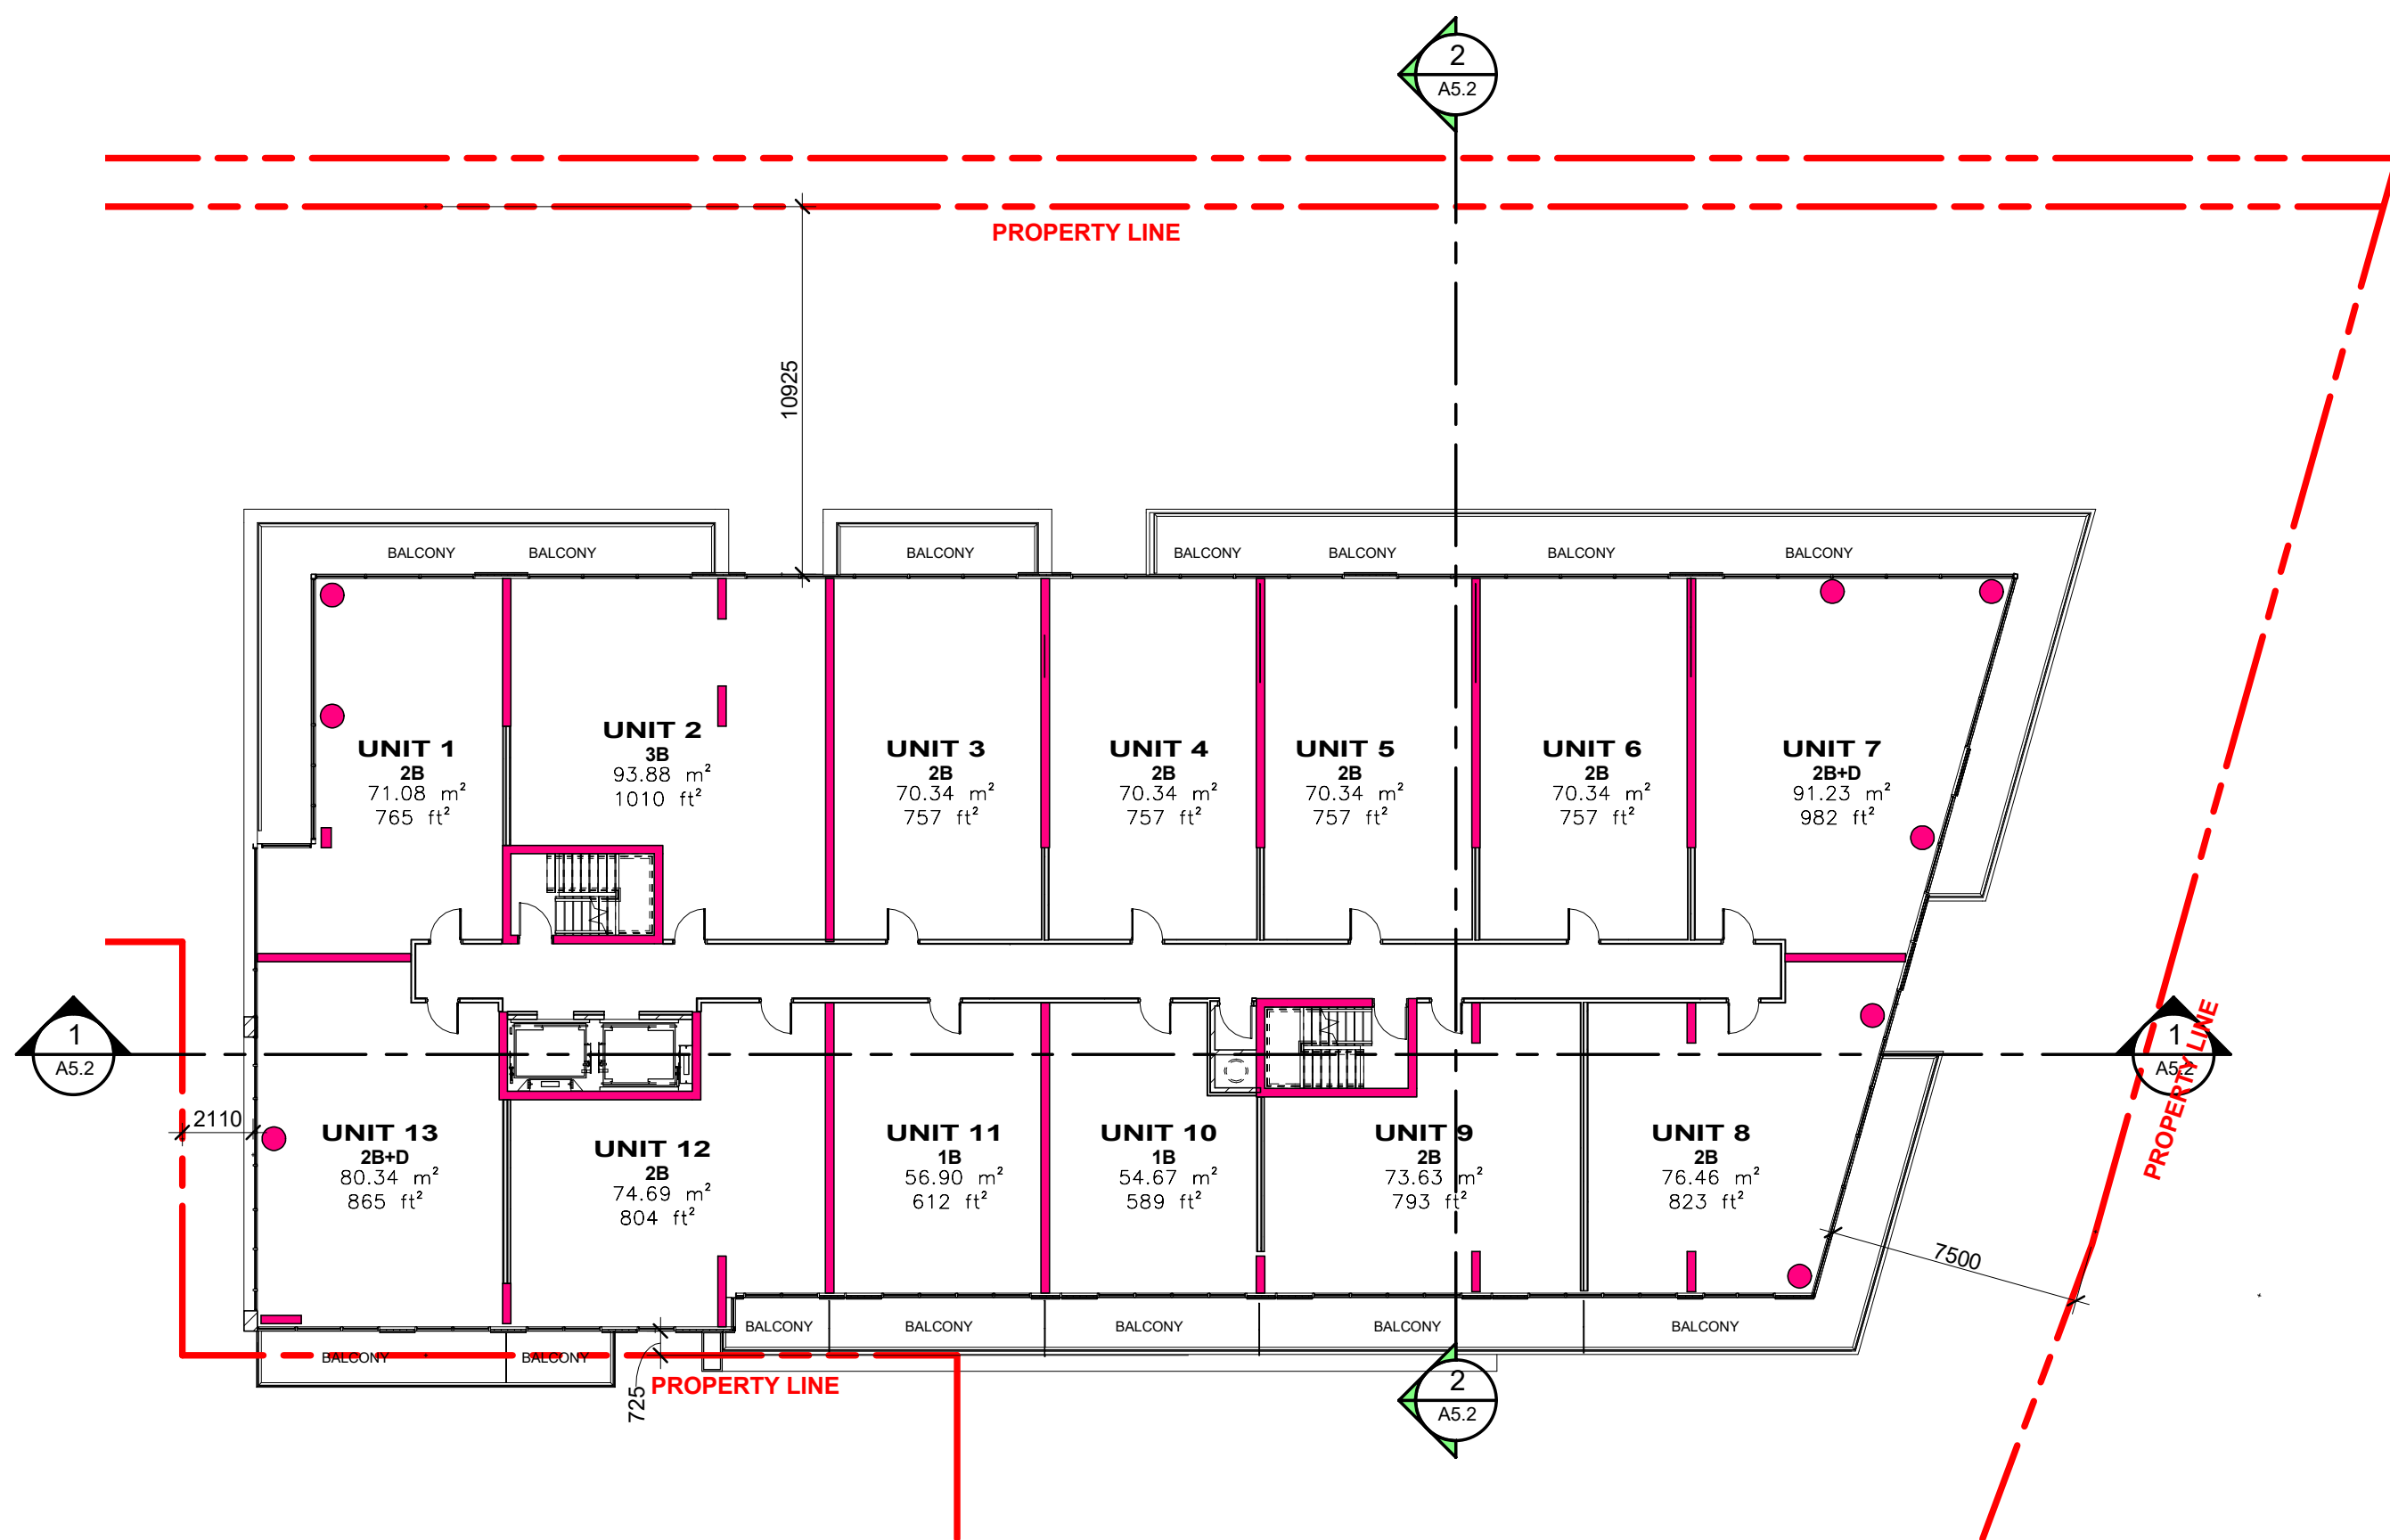 2
A5.2
PROPERTY LINE
10925
BALCONY
BALCONY
BALCONY
BALCONY
BALCONY
BALCONY
BALCONY
UNIT 1
2B
71.08 m²
765 ft²
UNIT 2
3B
93.88 m²
1010 ft²
UNIT 3
2B
70.34 m²
757 ft²
UNIT 4
2B
70.34 m²
757 ft²
UNIT 5
2B
70.34 m²
757 ft²
UNIT 6
2B
70.34 m²
757 ft²
UNIT 7
2B+D
91.23 m²
982 ft²
1
A5.2
1
A5.2
PROPERTY LINE
2110
UNIT 13
2B+D
80.34 m²
865 ft²
UNIT 12
2B
74.69 m²
804 ft²
UNIT 11
1B
56.90 m²
612 ft²
UNIT 10
1B
54.67 m²
589 ft²
UNIT 9
2B
73.63 m²
793 ft²
UNIT 8
2B
76.46 m²
823 ft²
7500
BALCONY
BALCONY
BALCONY
BALCONY
BALCONY
BALCONY
BALCONY
725
PROPERTY LINE
2
A5.2